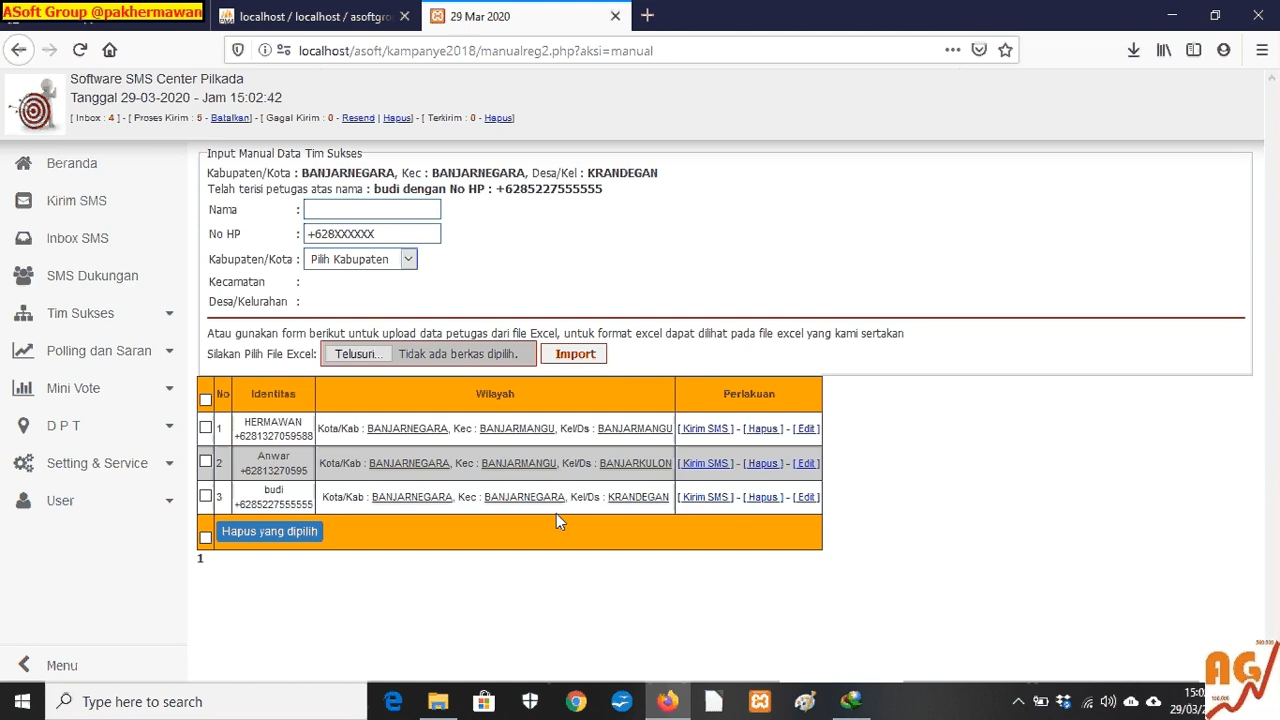 ASoft Group @pakhermawan
localhost / localhost / asoftgro
29 Mar 2020
localhost/asoft/kampanye2018/manualreg2.php?aksi=manual
Software SMS Center Pilkada
Tanggal 29-03-2020 - Jam 15:02:42
[ Inbox : 4 ] - [ Proses Kirim : 5 - Batalkan] - [ Gagal Kirim : 0 - Resend | Hapus] - [ Terkirim : 0 - Hapus]
Beranda
Kirim SMS
Inbox SMS
SMS Dukungan
Tim Sukses
Polling dan Saran
Mini Vote
D P T
Setting & Service
User
Menu
Input Manual Data Tim Sukses
Kabupaten/Kota : BANJARNEGARA, Kec : BANJARNEGARA, Desa/Kel : KRANDEGAN
Telah terisi petugas atas nama : budi dengan No HP : +6285227555555
Nama :
No HP : +628XXXXXX
Kabupaten/Kota : Pilih Kabupaten
Kecamatan :
Desa/Kelurahan :
Atau gunakan form berikut untuk upload data petugas dari file Excel, untuk format excel dapat dilihat pada file excel yang kami sertakan
Silakan Pilih File Excel: Telusuri... Tidak ada berkas dipilih. Import
No Identitas Wilayah Perlakuan
1 HERMAWAN +6281327059588 Kota/Kab : BANJARNEGARA, Kec : BANJARMANGU, Kel/Ds : BANJARMANGU [ Kirim SMS ] - [ Hapus ] - [ Edit ]
2 Anwar +62813270595 Kota/Kab : BANJARNEGARA, Kec : BANJARMANGU, Kel/Ds : BANJARKULON [ Kirim SMS ] - [ Hapus ] - [ Edit ]
3 budi +6285227555555 Kota/Kab : BANJARNEGARA, Kec : BANJARNEGARA, Kel/Ds : KRANDEGAN [ Kirim SMS ] - [ Hapus ] - [ Edit ]
Hapus yang dipilih
1
Type here to search
15:0
29/03/
AG